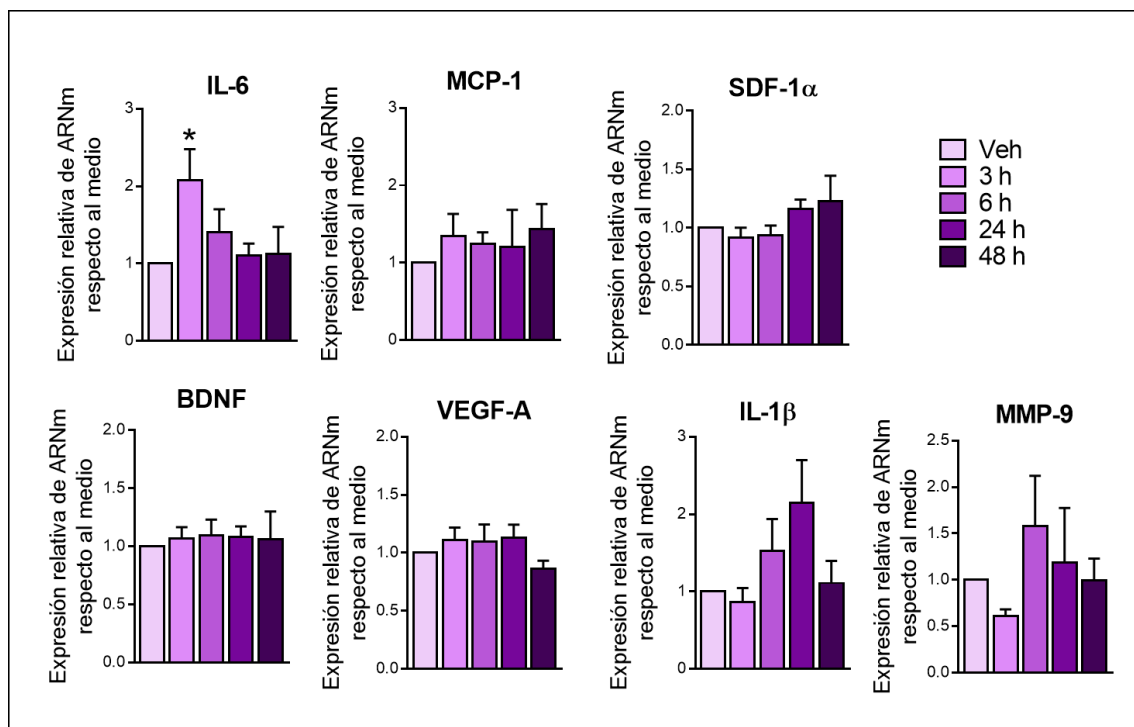 IL-6
Expresión relativa de ARNm
respecto al medio
3
2
1
0
*
MCP-1
Expresión relativa de ARNm
respecto al medio
3
2
1
0
SDF-1α
Expresión relativa de ARNm
respecto al medio
2.0
1.5
1.0
0.5
0.0
Veh
3 h
6 h
24 h
48 h
BDNF
Expresión relativa de ARNm
respecto al medio
2.0
1.5
1.0
0.5
0.0
VEGF-A
Expresión relativa de ARNm
respecto al medio
2.0
1.5
1.0
0.5
0.0
IL-1β
Expresión relativa de ARNm
respecto al medio
3
2
1
0
MMP-9
Expresión relativa de ARNm
respecto al medio
2.5
2.0
1.5
1.0
0.5
0.0